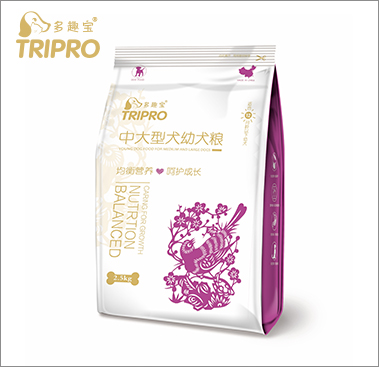 多趣宝
TRIPRO
多趣宝
TRIPRO
中大型犬幼犬粮
均衡营养 呵护成长
CARING FOR GROWTH
NUTRITION
BALANCED
2.5kg